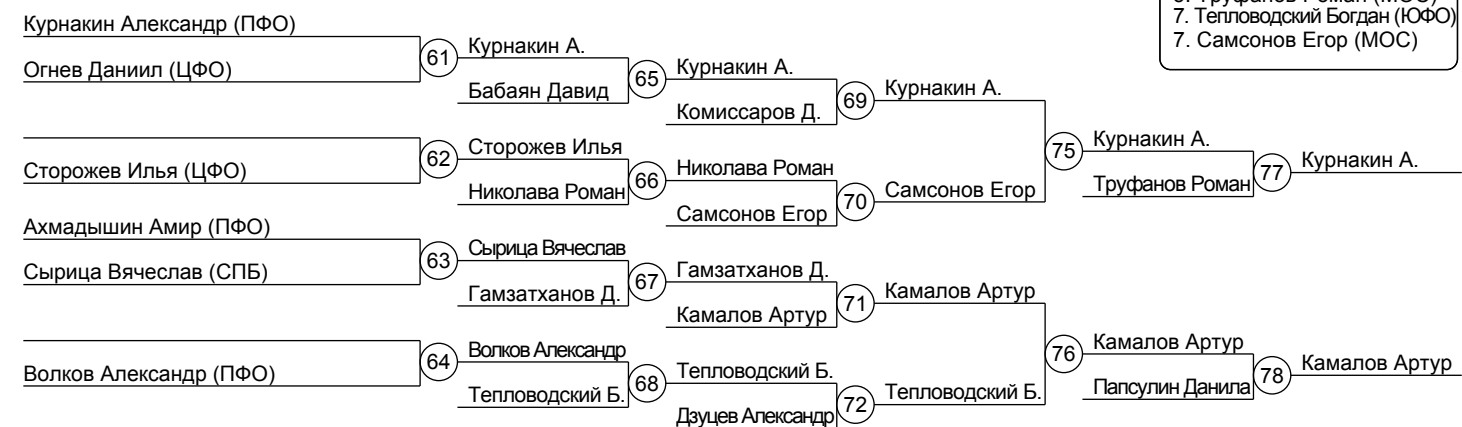 Труфанов Роман (МОС)
7. Тепловодский Богдан (ЮФО)
7. Самсонов Егор (МОС)
Курнакин Александр (ПФО)
Огнев Даниил (ЦФО)
61
Курнакин А.
Бабаян Давид
65
Курнакин А.
Комиссаров Д.
69
Курнакин А.
Сторожев Илья (ЦФО)
62
Сторожев Илья
Николава Роман
66
Николава Роман
Самсонов Егор
70
Самсонов Егор
75
Курнакин А.
Труфанов Роман
77
Курнакин А.
Ахмадышин Амир (ПФО)
Сырица Вячеслав (СПБ)
63
Сырица Вячеслав
Гамзатханов Д.
67
Гамзатханов Д.
Камалов Артур
71
Камалов Артур
Волков Александр (ПФО)
64
Волков Александр
Тепловодский Б.
68
Тепловодский Б.
Дзуцев Александр
72
Тепловодский Б.
76
Камалов Артур
Папсулин Данила
78
Камалов Артур